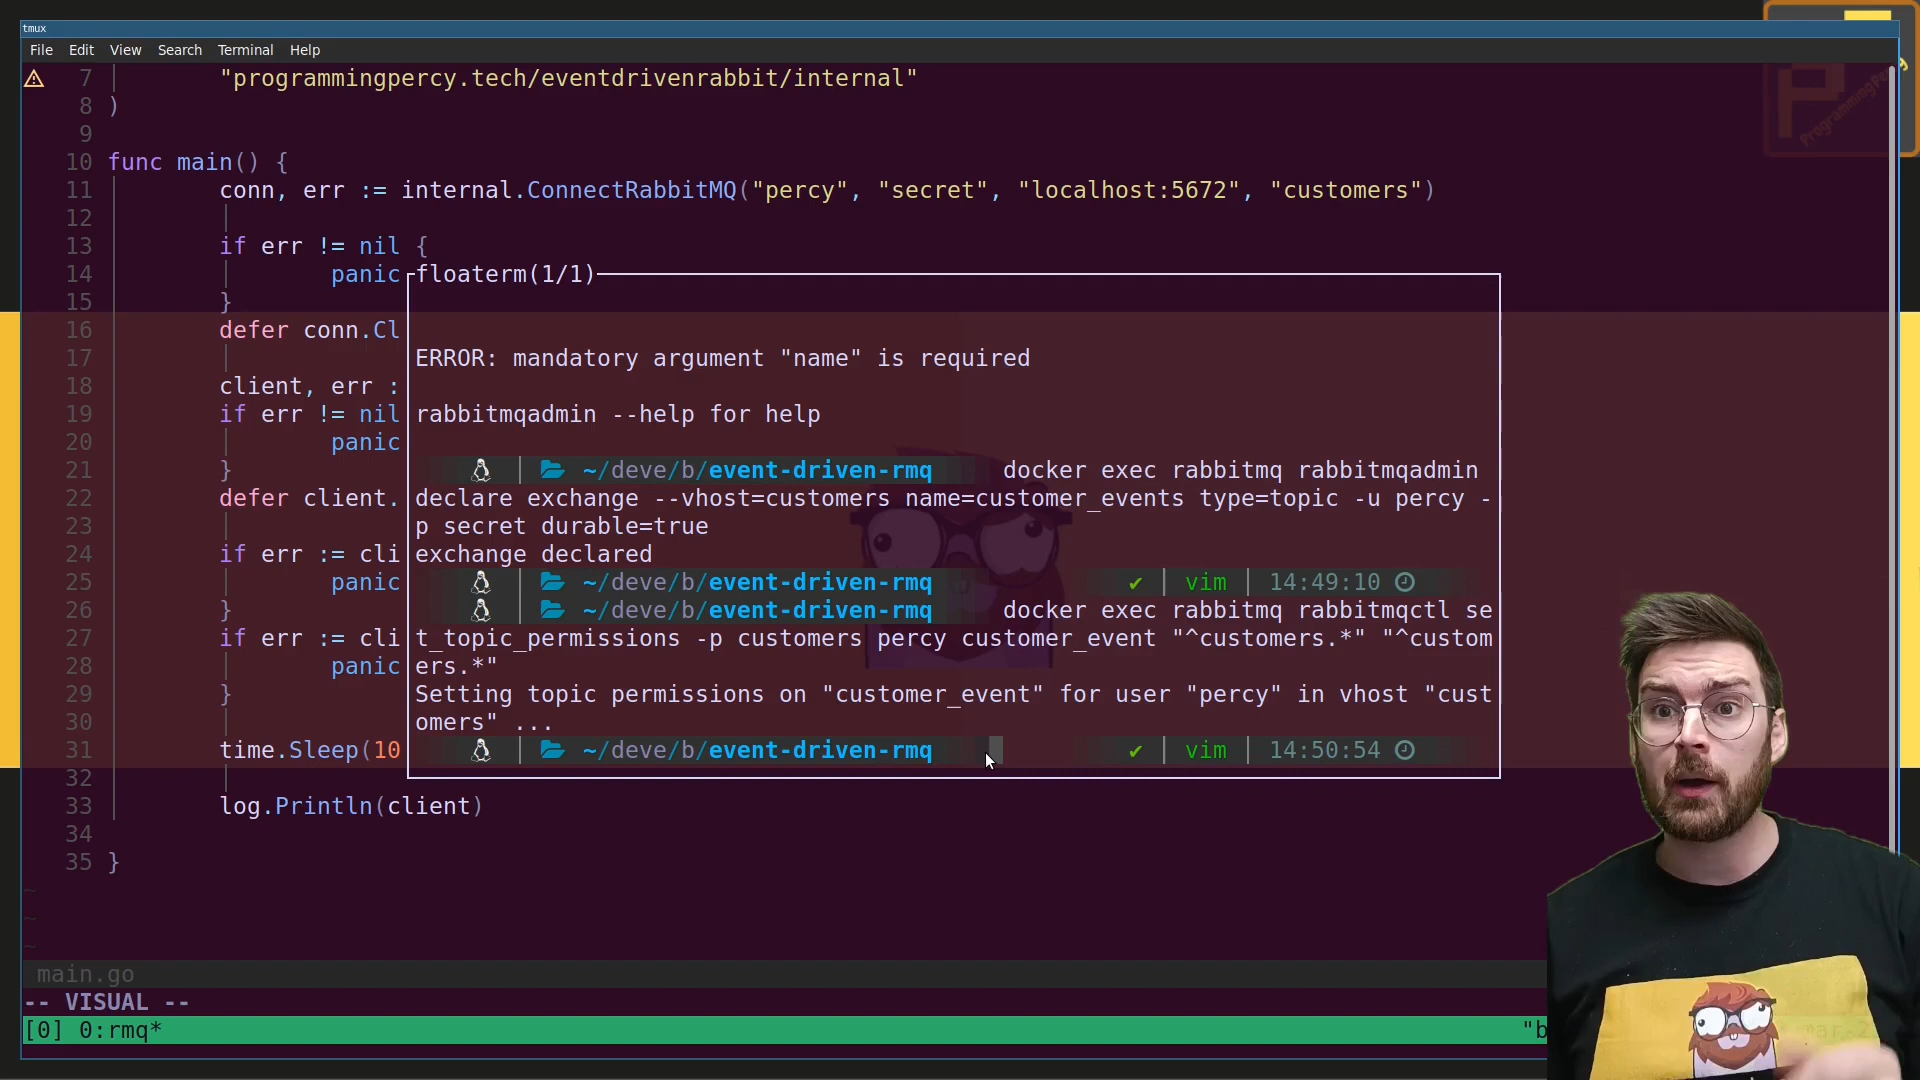 tmux
File Edit View Search Terminal Help
7 "programmingpercy.tech/eventdrivenrabbit/internal"
8 )
9
10 func main() {
11 conn, err := internal.ConnectRabbitMQ("percy", "secret", "localhost:5672", "customers")
12
13 if err != nil {
14 panic floaterm(1/1)
15 }
16 defer conn.Cl
17 ERROR: mandatory argument "name" is required
18 client, err :
19 if err != nil rabbitmqadmin --help for help
20 panic
21 } ~/deve/b/event-driven-rmq docker exec rabbitmq rabbitmqadmin
22 defer client. declare exchange --vhost=customers name=customer_events type=topic -u percy -
23 p secret durable=true
24 if err := cli exchange declared
25 panic ~/deve/b/event-driven-rmq ✔ vim 14:49:10
26 } ~/deve/b/event-driven-rmq docker exec rabbitmq rabbitmqctl se
27 if err := cli t_topic_permissions -p customers percy customer_event "^customers.*" "^custom
28 panic ers.*"
29 } Setting topic permissions on "customer_event" for user "percy" in vhost "cust
30 omers" ...
31 time.Sleep(10 ~/deve/b/event-driven-rmq ✔ vim 14:50:54
32
33 log.Println(client)
34
35 }
~
~
~
main.go
-- VISUAL --
[0] 0:rmq* "b
ProgrammingPercy